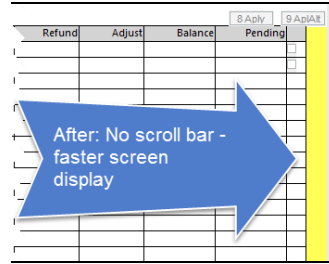 8 Aply 9 AplAlt
Refund Adjust Balance Pending
After: No scroll bar -
faster screen
display